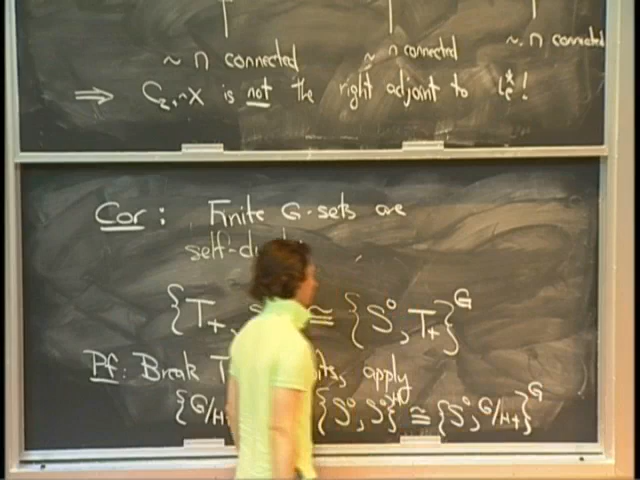 ~ n connected ~ n connected ~ n connected
⟹ C₂₊∧X is not the right adjoint to i_e^*!
Cor: Finite G-sets are
self-d
{T₊, ≅ {S⁰, T₊}^G
Pf: Break T its, apply
{G/H {S⁰, S⁰}^H ≅ {S⁰, G/H₊}^G